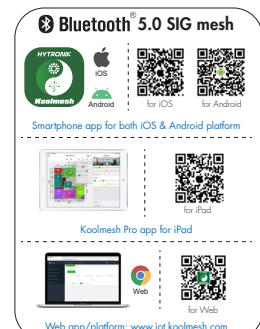 Bluetooth® 5.0 SIG mesh
HYTRONIK
Koolmesh
iOS
Android
for iOS
for Android
Smartphone app for both iOS & Android platform
for iPad
Koolmesh Pro app for iPad
Web
for Web
Web app/platform: www.iot.koolmesh.com